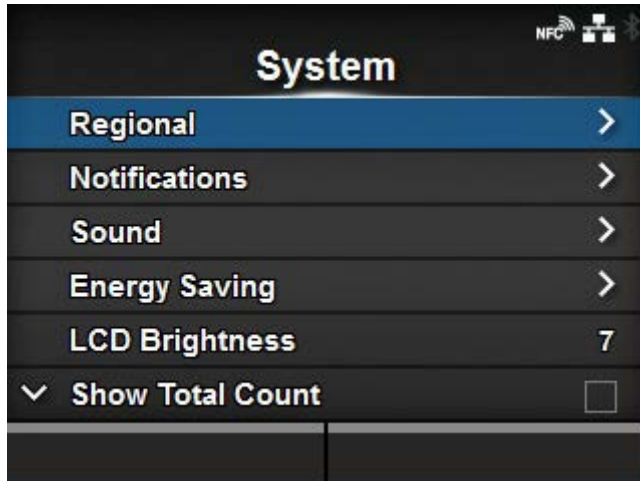 NFC
System
Regional
Notifications
Sound
Energy Saving
LCD Brightness 7
Show Total Count